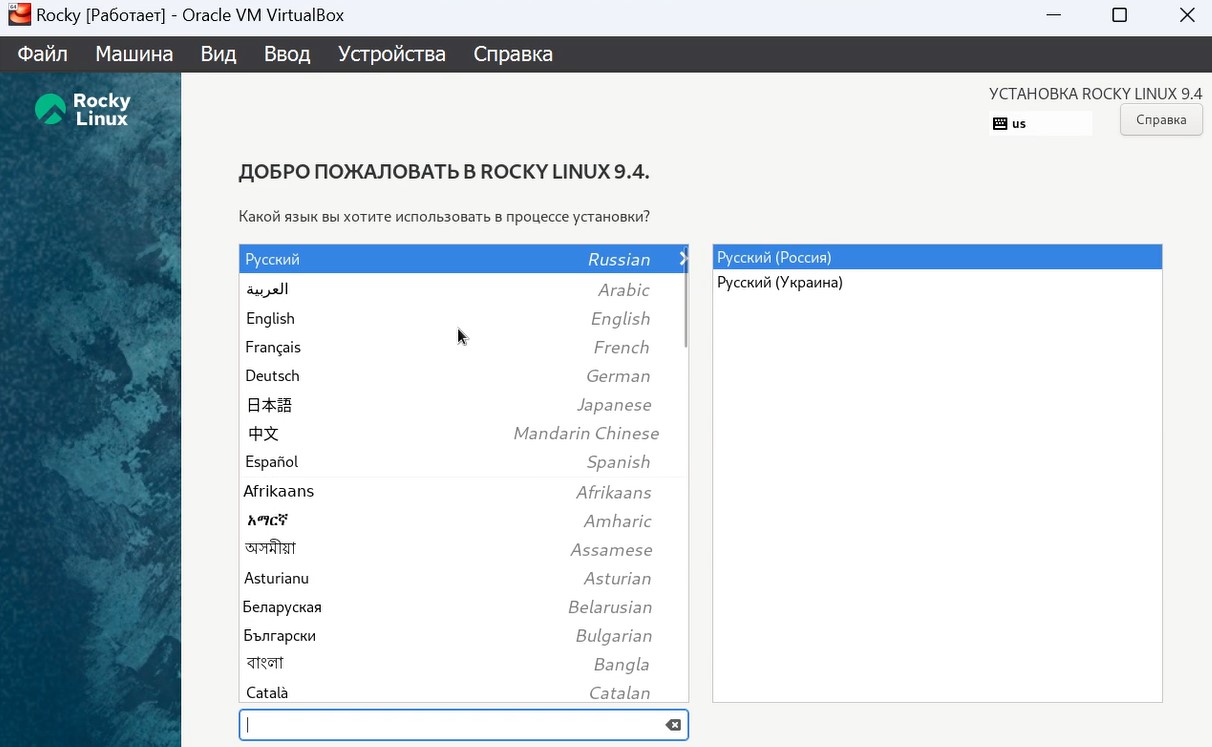 Rocky [Работает] - Oracle VM VirtualBox
Файл Машина Вид Ввод Устройства Справка
Rocky
Linux
УСТАНОВКА ROCKY LINUX 9.4
us
Справка
ДОБРО ПОЖАЛОВАТЬ В ROCKY LINUX 9.4.
Какой язык вы хотите использовать в процессе установки?
Русский Russian
العربية Arabic
English English
Français French
Deutsch German
日本語 Japanese
中文 Mandarin Chinese
Español Spanish
Afrikaans Afrikaans
አማርኛ Amharic
অসমীয়া Assamese
Asturianu Asturian
Беларуская Belarusian
Български Bulgarian
বাংলা Bangla
Català Catalan
Русский (Россия)
Русский (Украина)